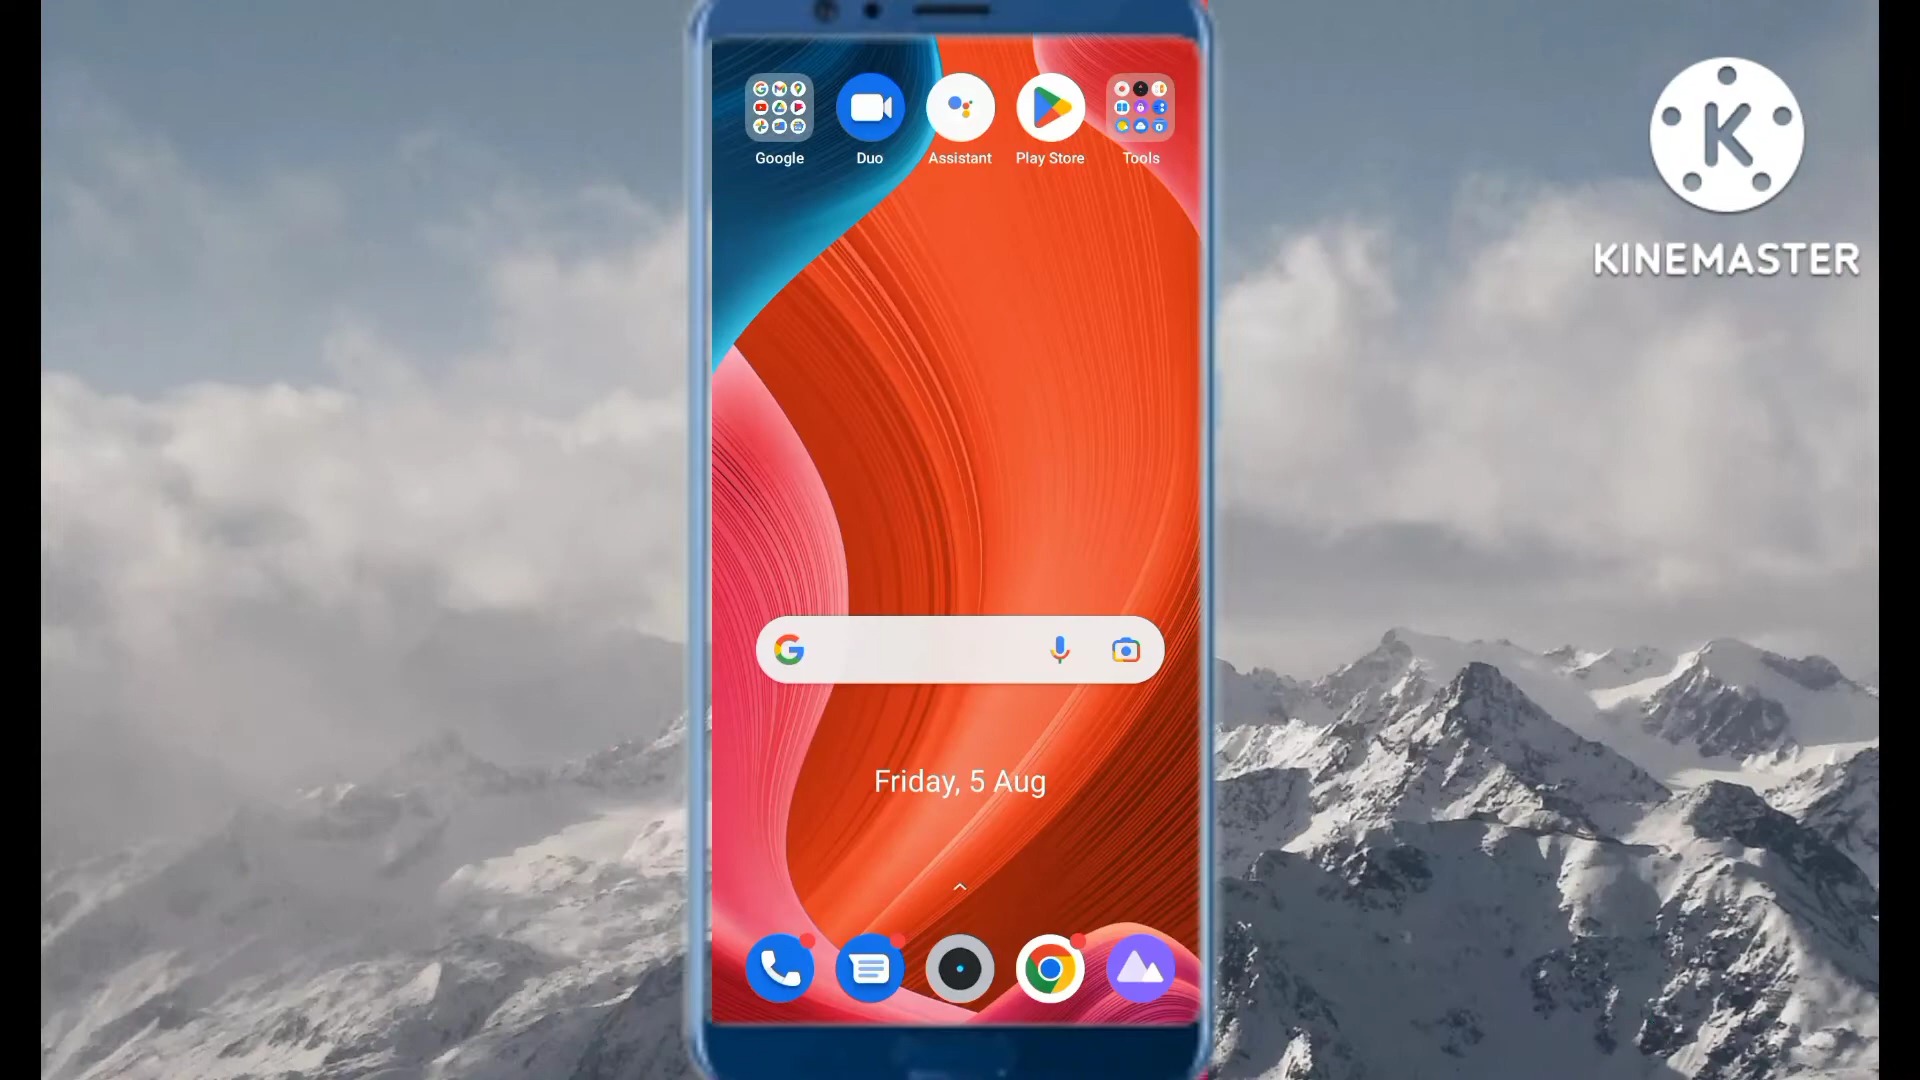 Google
Duo
Assistant
Play Store
Tools
K
KINEMASTER
Friday, 5 Aug